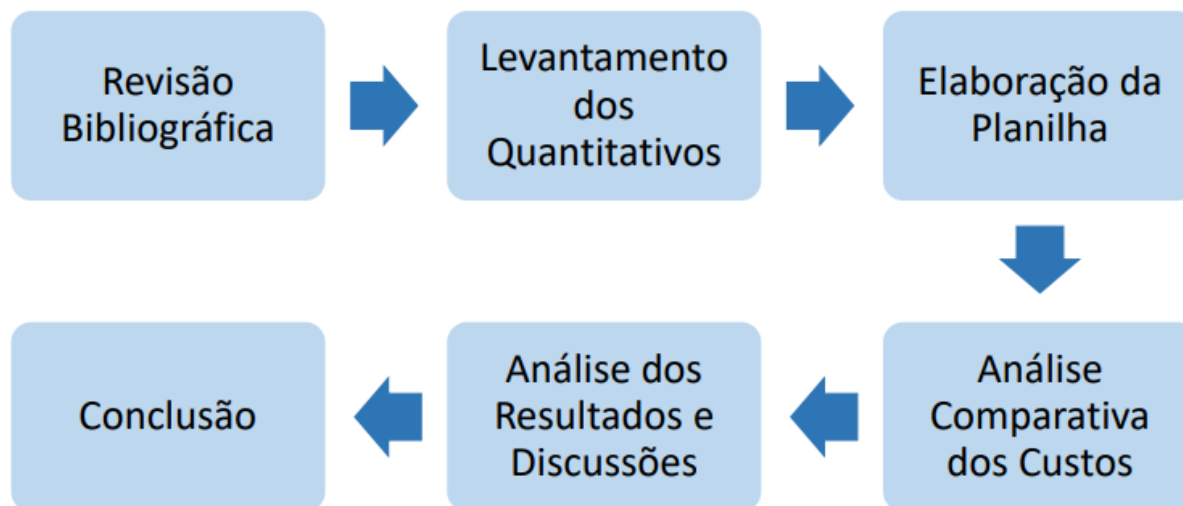 Revisão
Bibliográfica
Levantamento
dos
Quantitativos
Elaboração da
Planilha
Análise
Comparativa
dos Custos
Análise dos
Resultados e
Discussões
Conclusão